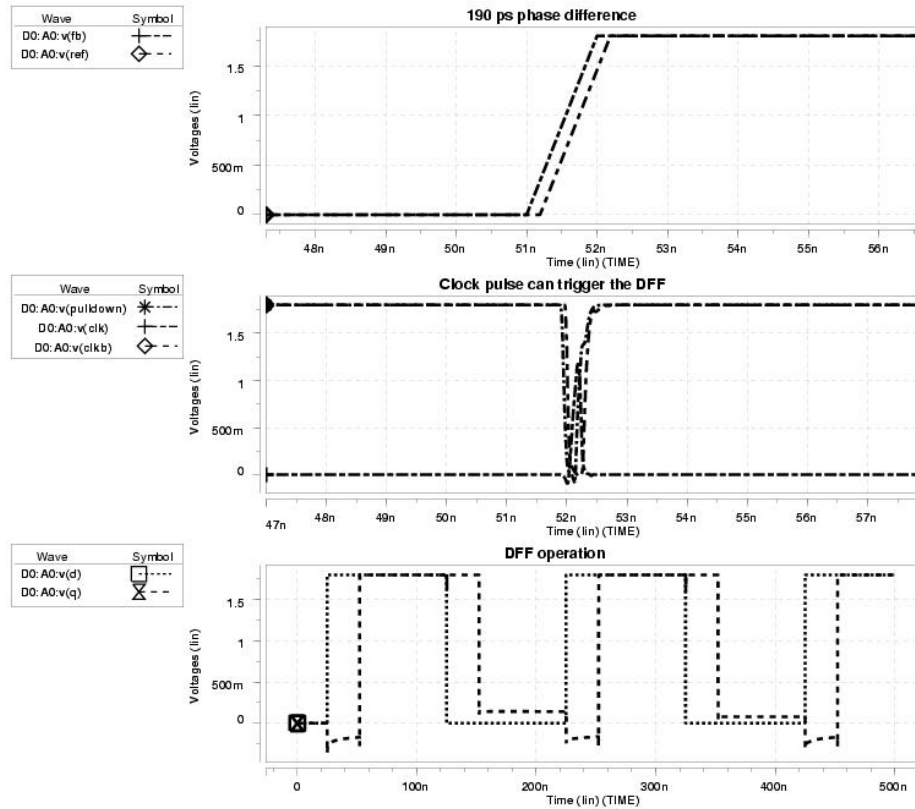 190 ps phase difference
Wave Symbol
D0:A0:v(fb)
D0:A0:v(ref)
Voltages (lin)
1.5
1
500m
0
48n 49n 50n 51n 52n 53n 54n 55n 56n
Time (lin) (TIME)
Clock pulse can trigger the DFF
Wave Symbol
D0:A0:v(pulldown)
D0:A0:v(clk)
D0:A0:v(clkb)
Voltages (lin)
1.5
1
500m
0
47n 48n 49n 50n 51n 52n 53n 54n 55n 56n 57n
Time (lin) (TIME)
DFF operation
Wave Symbol
D0:A0:v(d)
D0:A0:v(q)
Voltages (lin)
1.5
1
500m
0
0 100n 200n 300n 400n 500n
Time (lin) (TIME)